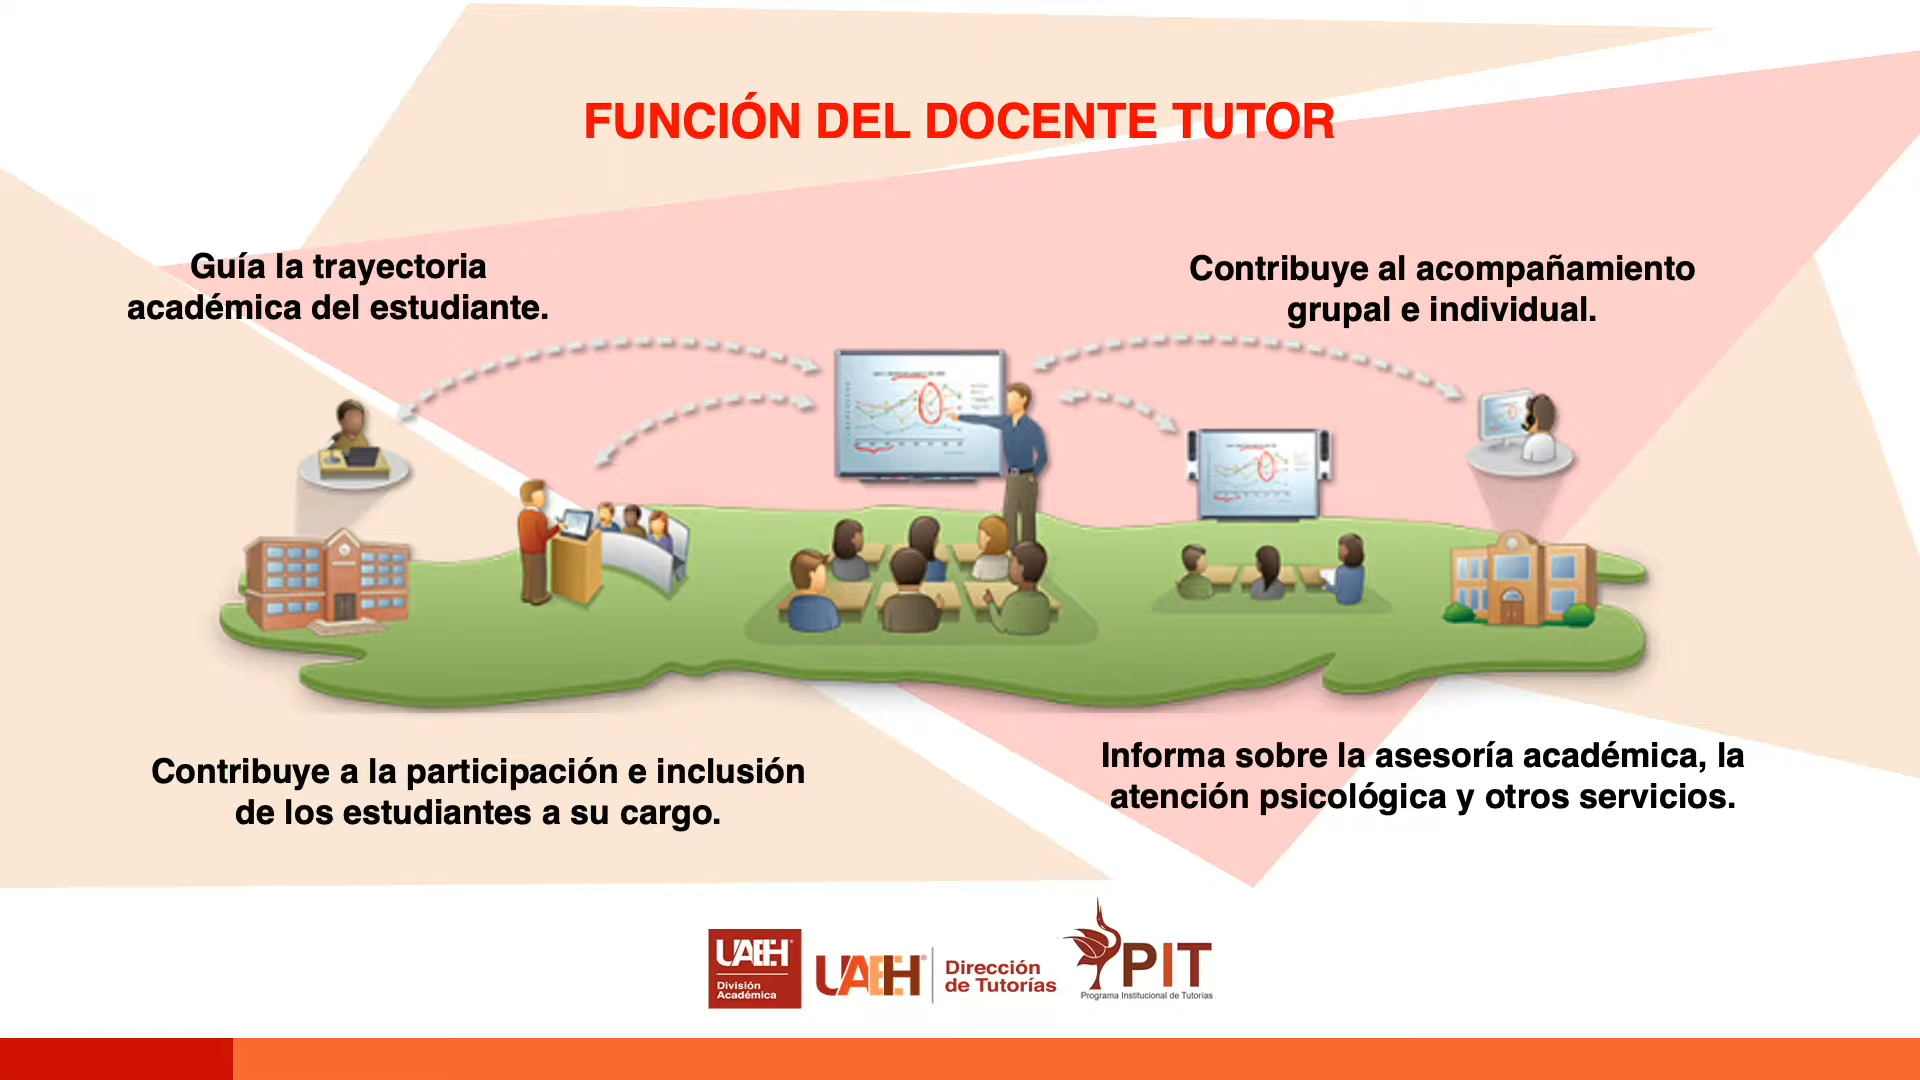 FUNCIÓN DEL DOCENTE TUTOR
Guía la trayectoria
académica del estudiante.
Contribuye al acompañamiento
grupal e individual.
Contribuye a la participación e inclusión
de los estudiantes a su cargo.
Informa sobre la asesoría académica, la
atención psicológica y otros servicios.
UAEH
División
Académica
UAEH
Dirección
de Tutorías
PIT
Programa Institucional de Tutorías